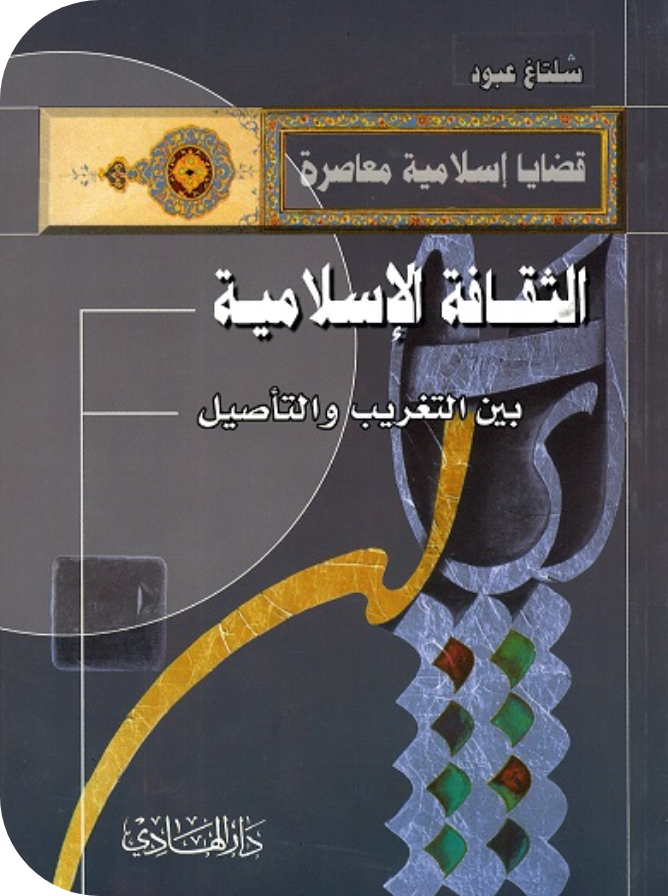 شلتاغ عبود
قضايا إسلامية معاصرة
الثقافة الإسلامية
بين التغريب والتأصيل
دار الهادي